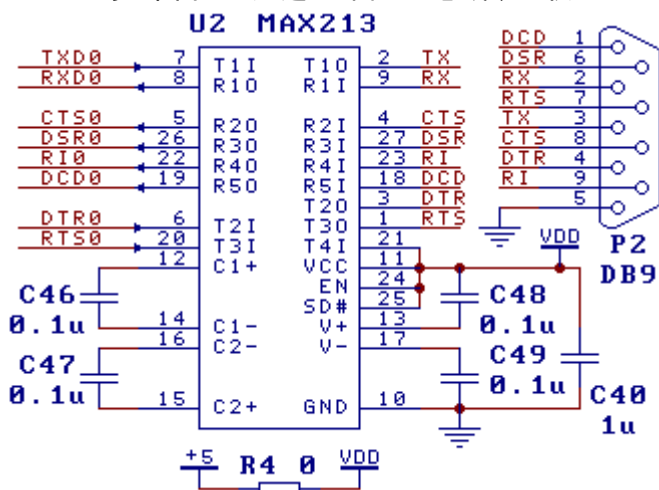 U2 MAX213
TXD0 7 T1I T1O 2 TX
RXD0 8 R1O R1I 9 RX
CTS0 5 R2O R2I 4 CTS
DSR0 26 R3O R3I 27 DSR
RI0 22 R4O R4I 23 RI
DCD0 19 R5O R5I 18 DCD
T2O 3 DTR
DTR0 6 T2I T3O 1 RTS
RTS0 20 T3I T4I 21
12 C1+ VCC 11
EN 24
SD# 25
14 C1- V+ 13
16 C2- V- 17
15 C2+ GND 10
C46
0.1u
C47
0.1u
C48
0.1u
C49
0.1u
C40
1u
VDD
DCD 1
DSR 6
RX 2
RTS 7
TX 3
CTS 8
DTR 4
RI 9
5
P2
DB9
+5 R4 0 VDD